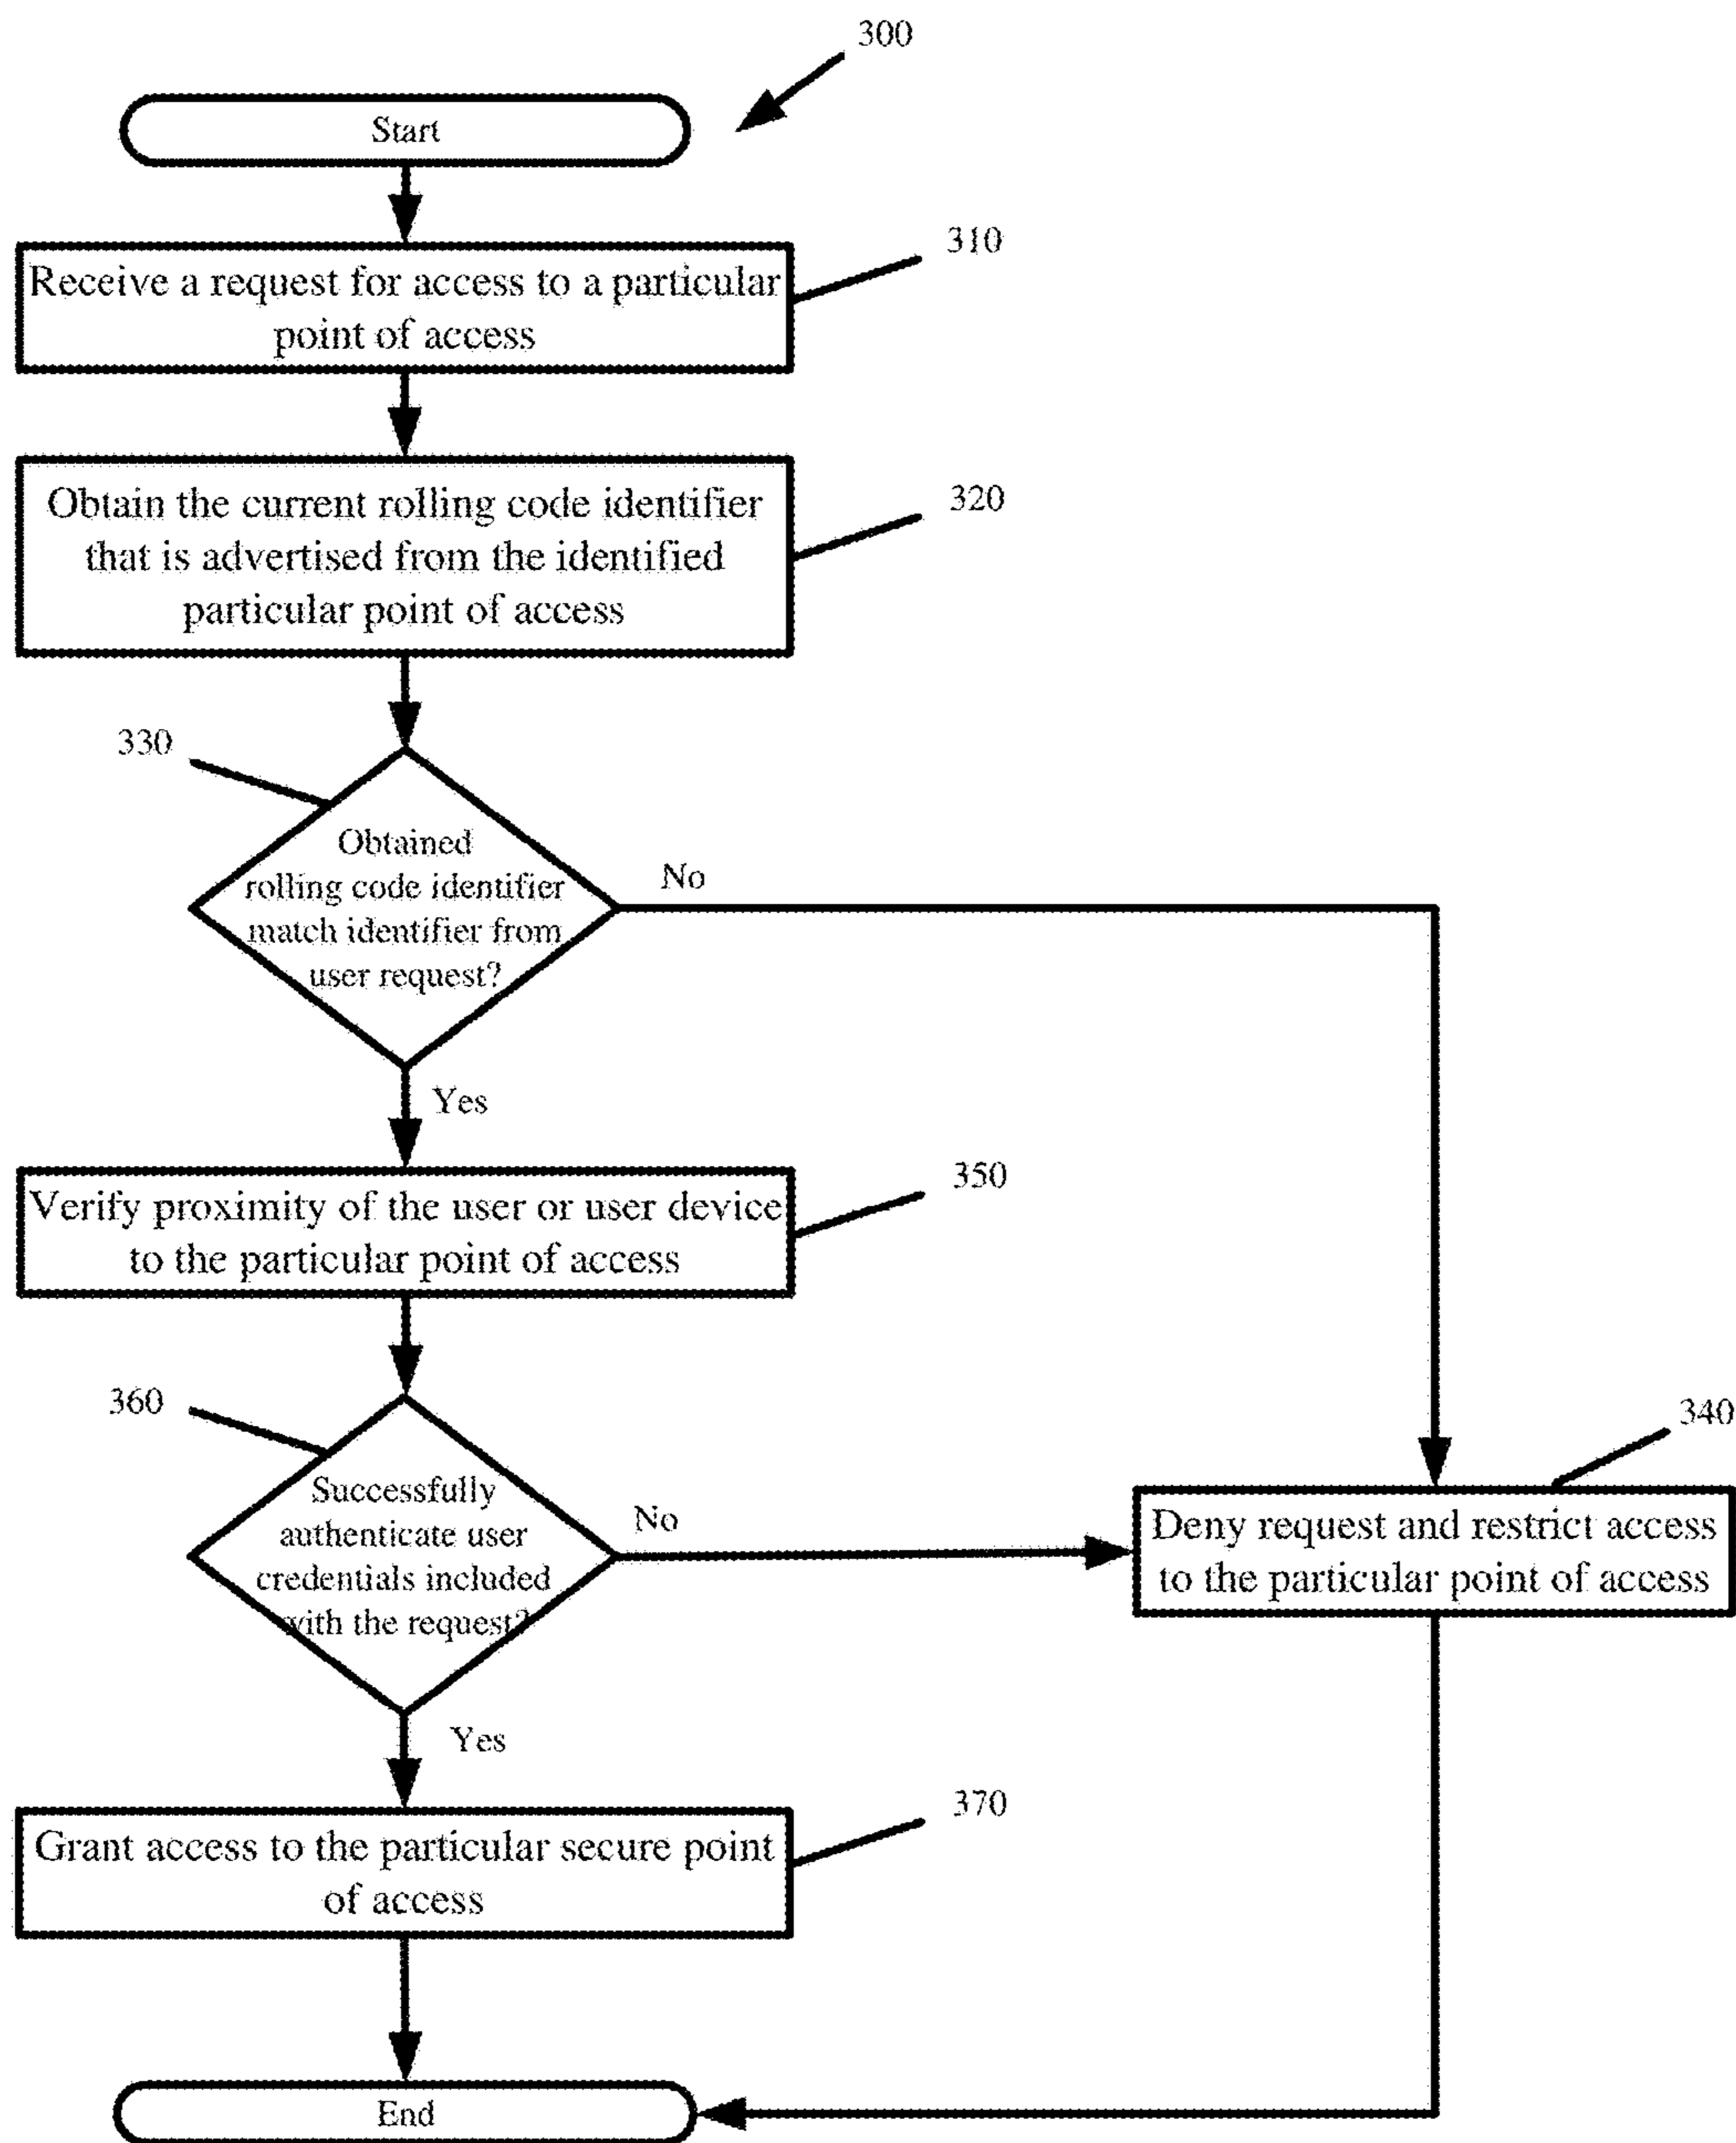 300
Start
310
Receive a request for access to a particular
point of access
320
Obtain the current rolling code identifier
that is advertised from the identified
particular point of access
330
Obtained
rolling code identifier
match identifier from
user request?
No
Yes
350
Verify proximity of the user or user device
to the particular point of access
360
Successfully
authenticate user
credentials included
with the request?
No
340
Deny request and restrict access
to the particular point of access
Yes
370
Grant access to the particular secure point
of access
End